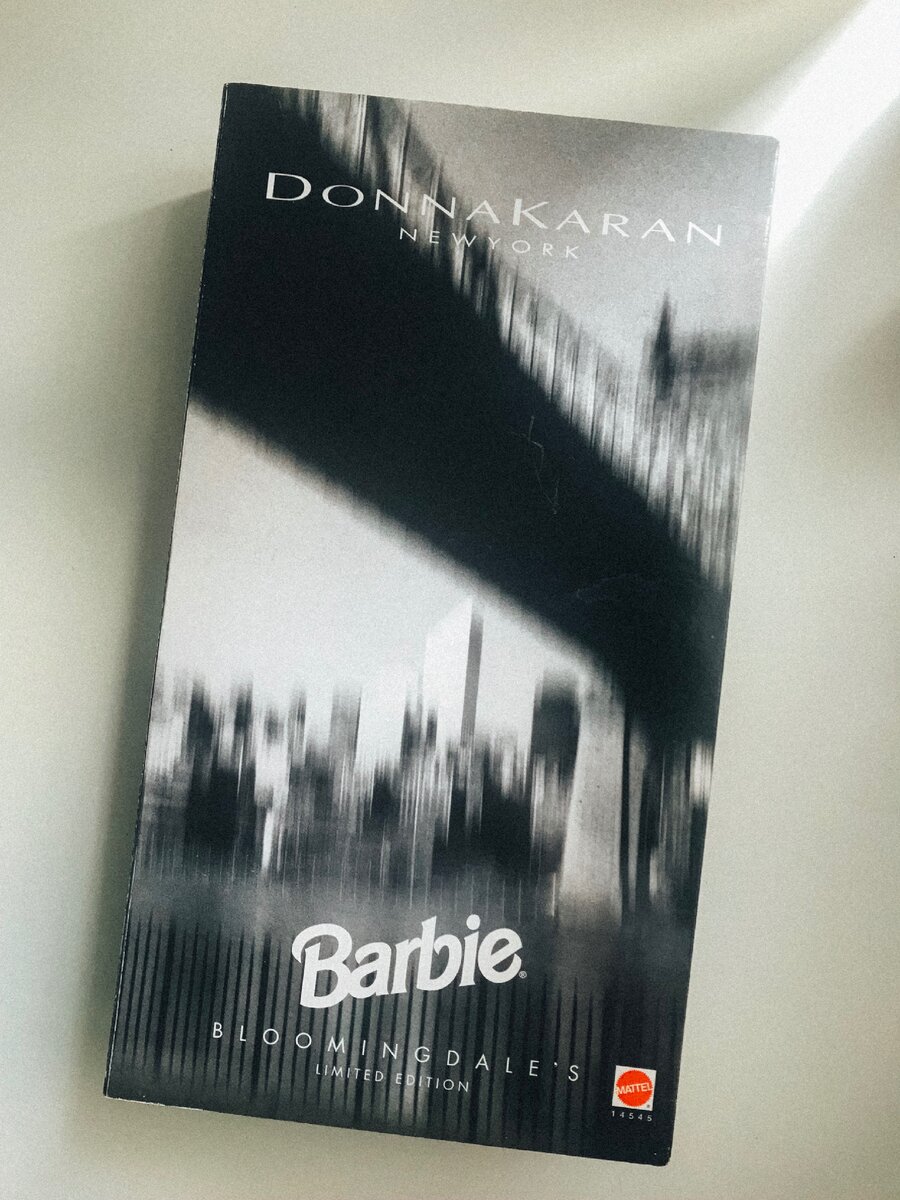 DONNAKARAN
NEWYORK
Barbie®
BLOOMINGDALE'S
LIMITED EDITION
MATTEL®
14545